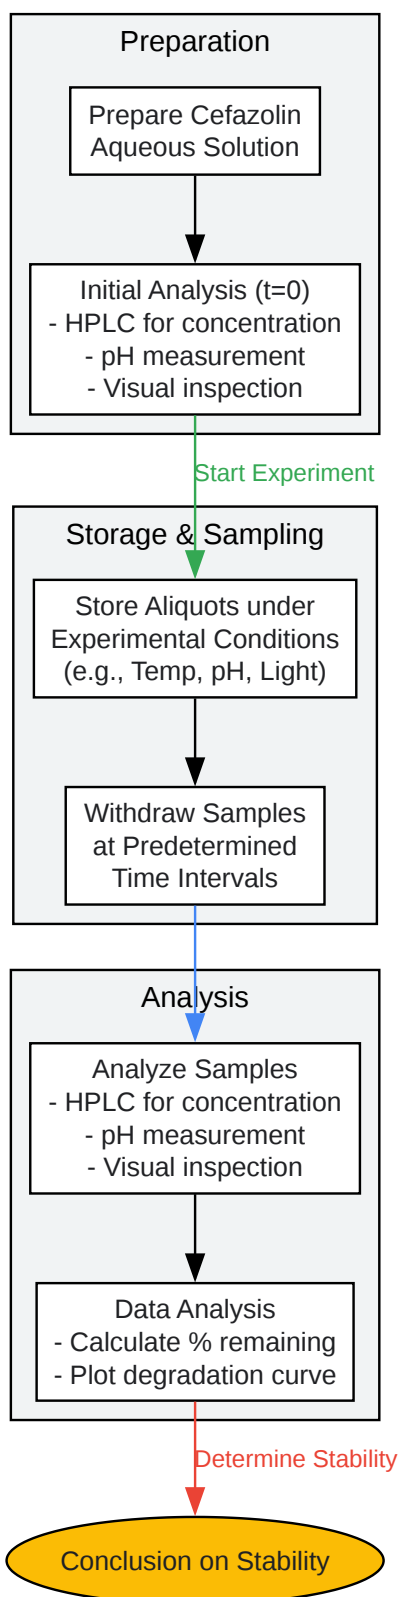 Preparation
Prepare Cefazolin
Aqueous Solution
Initial Analysis (t=0)
- HPLC for concentration
- pH measurement
- Visual inspection
Start Experiment
Storage & Sampling
Store Aliquots under
Experimental Conditions
(e.g., Temp, pH, Light)
Withdraw Samples
at Predetermined
Time Intervals
Analysis
Analyze Samples
- HPLC for concentration
- pH measurement
- Visual inspection
Data Analysis
- Calculate % remaining
- Plot degradation curve
Determine Stability
Conclusion on Stability